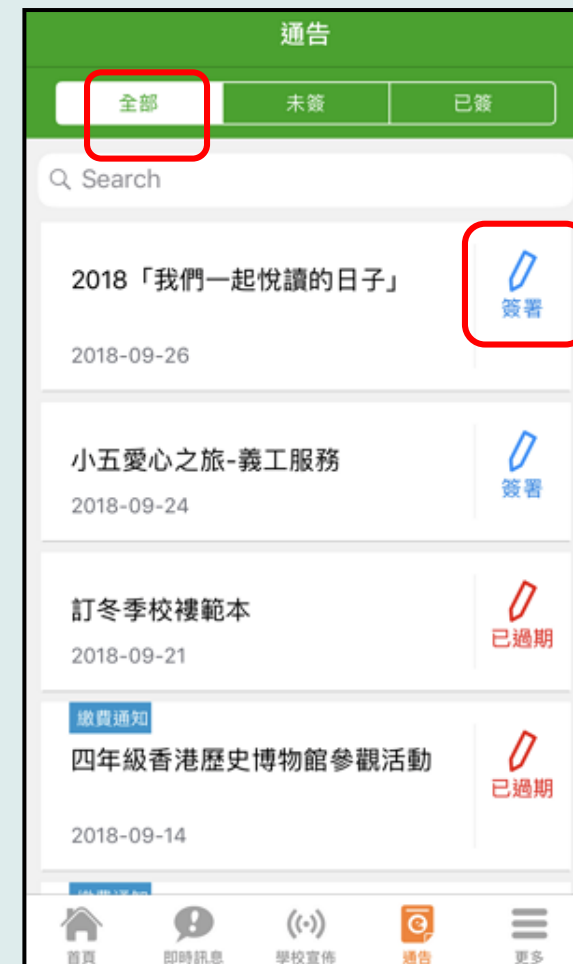 通告
全部 未簽 已簽
Search
2018「我們一起悅讀的日子」
簽署
2018-09-26
小五愛心之旅-義工服務
簽署
2018-09-24
訂冬季校褸範本
已過期
2018-09-21
繳費通知
四年級香港歷史博物館參觀活動
已過期
2018-09-14
繳費通知
首頁 即時訊息 學校宣佈 通告 更多